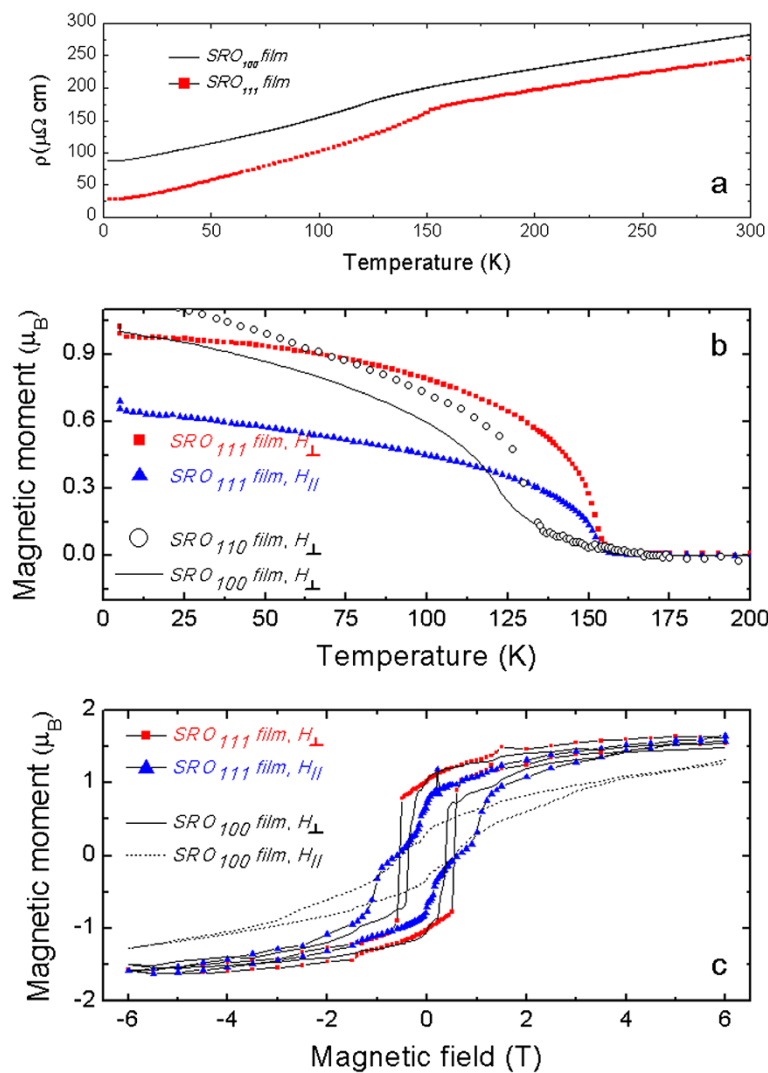 300
250
200
150
100
50
0
ρ(μΩ cm)
SRO100 film
SRO111 film
a
0 50 100 150 200 250 300
Temperature (K)
0.9
0.6
0.3
0.0
Magnetic moment (μB)
b
SRO111 film, H⊥
SRO111 film, H//
SRO110 film, H⊥
SRO100 film, H⊥
0 25 50 75 100 125 150 175 200
Temperature (K)
2
1
0
-1
-2
Magnetic moment (μB)
SRO111 film, H⊥
SRO111 film, H//
SRO100 film, H⊥
SRO100 film, H//
c
-6 -4 -2 0 2 4 6
Magnetic field (T)